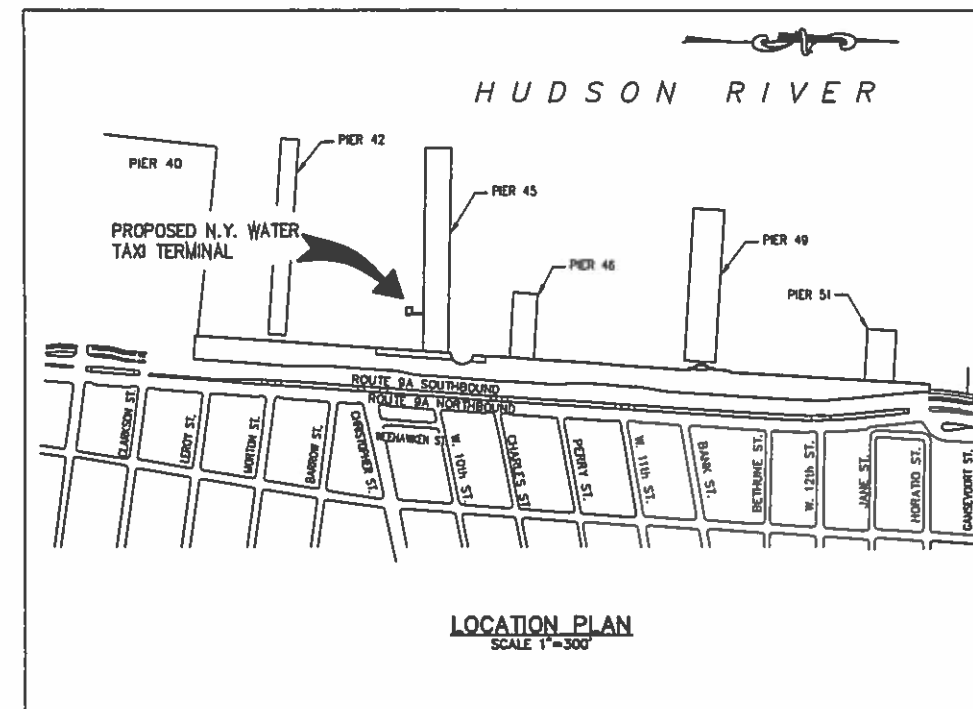 HUDSON RIVER
PIER 40
PIER 42
PIER 45
PROPOSED N.Y. WATER
TAXI TERMINAL
PIER 46
PIER 49
PIER 51
ROUTE 9A SOUTHBOUND
ROUTE 9A NORTHBOUND
CLARKSON ST.
LEROY ST.
MORTON ST.
BARROW ST.
CHRISTOPHER ST.
WEEHAWKEN ST.
W. 10th ST.
CHARLES ST.
PERRY ST.
W. 11th ST.
BANK ST.
BETHUNE ST.
W. 12th ST.
JANE ST.
HORATIO ST.
GANSEVOORT ST.
LOCATION PLAN
SCALE 1"=300'